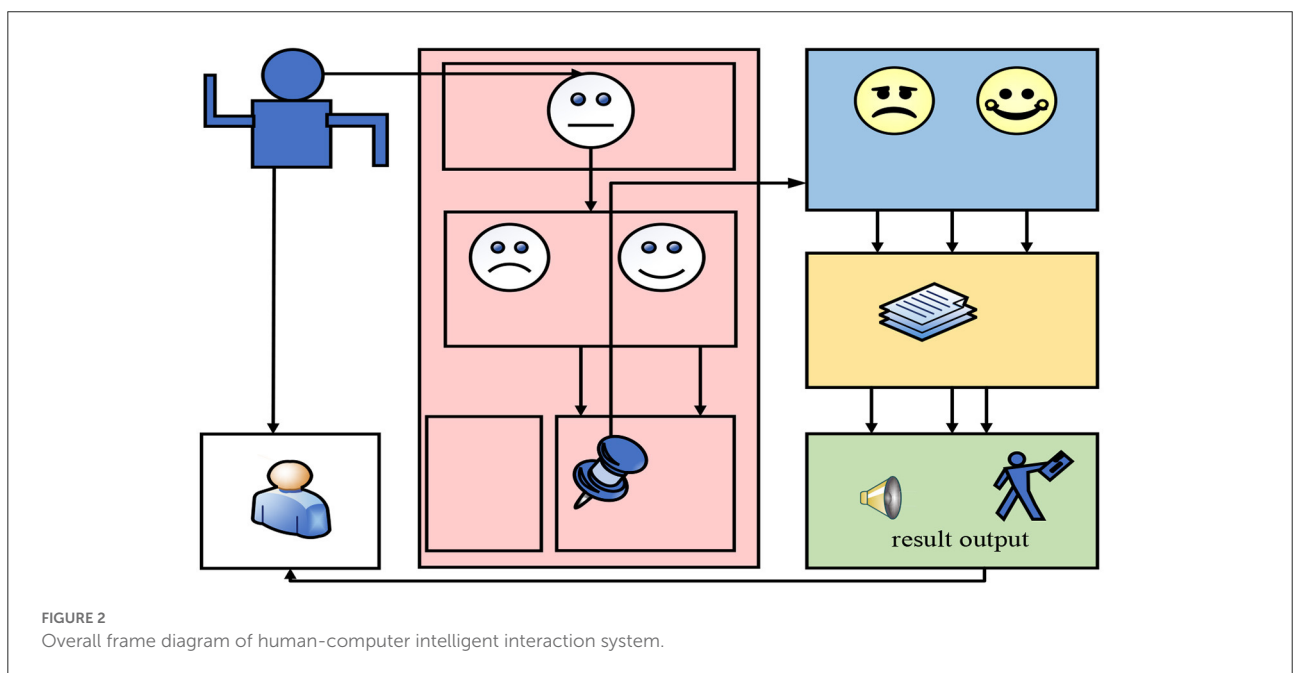 result output
FIGURE 2
Overall frame diagram of human-computer intelligent interaction system.